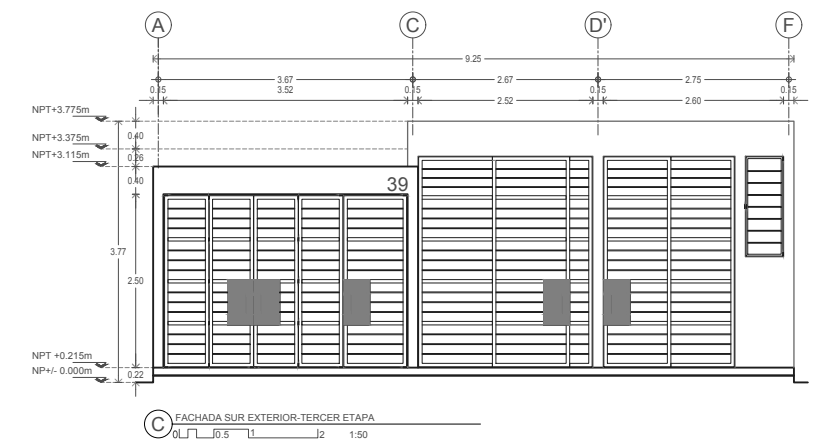 A C D' F
9.25
3.67 2.67 2.75
0.15 3.52 0.15 2.52 0.15 2.60 0.15
NPT+3.775m
0.40
NPT+3.375m
0.26
NPT+3.115m
0.40
39
3.77
2.50
NPT +0.215m
NP+/- 0.000m
0.22
C FACHADA SUR EXTERIOR-TERCER ETAPA
0 0.5 1 2 1:50